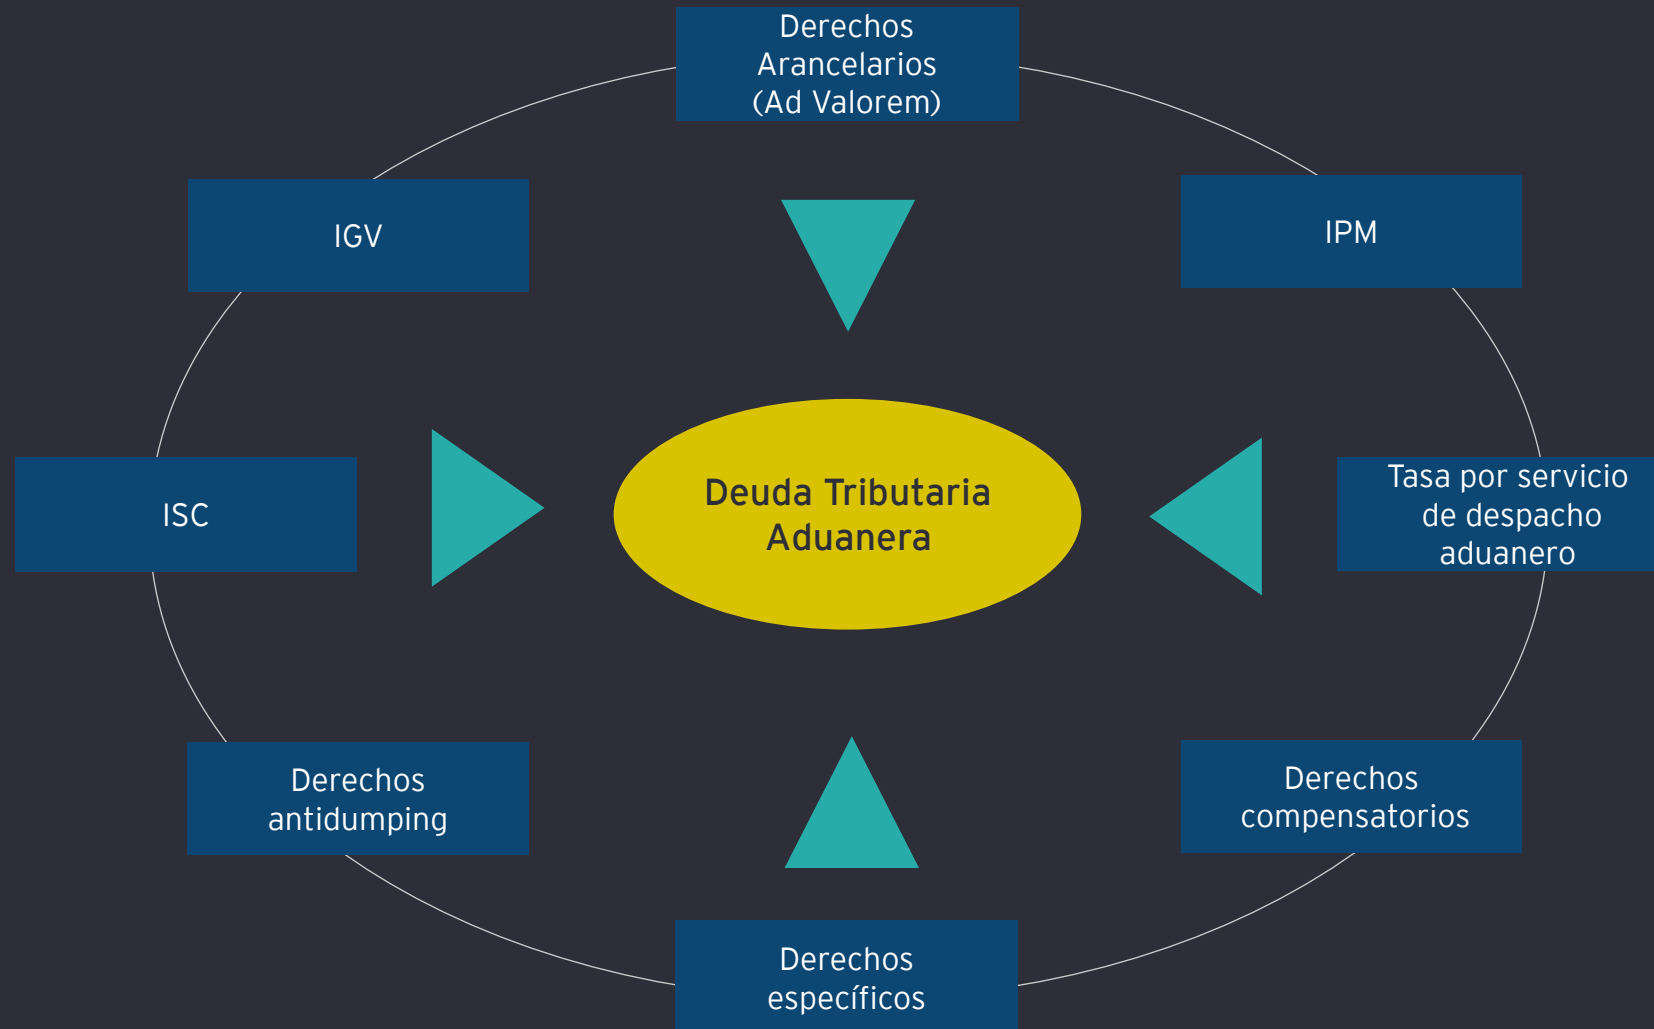 Derechos
Arancelarios
(Ad Valorem)
IGV
IPM
ISC
Deuda Tributaria
Aduanera
Tasa por servicio
de despacho
aduanero
Derechos
antidumping
Derechos
compensatorios
Derechos
específicos